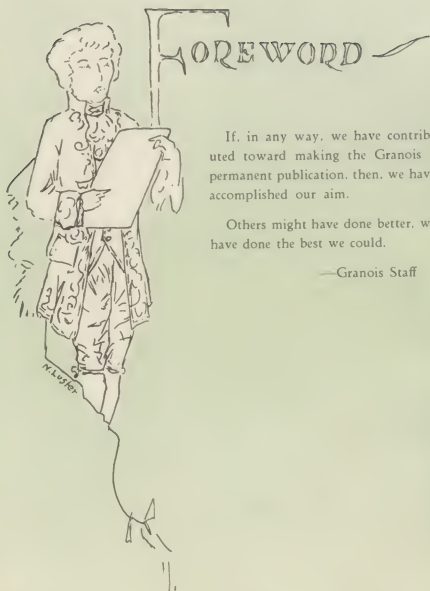 FOREWORD
If, in any way, we have contrib
uted toward making the Granois
permanent publication, then, we hav
accomplished our aim.
Others might have done better, w
have done the best we could.
—Granois Staff
N. Luster